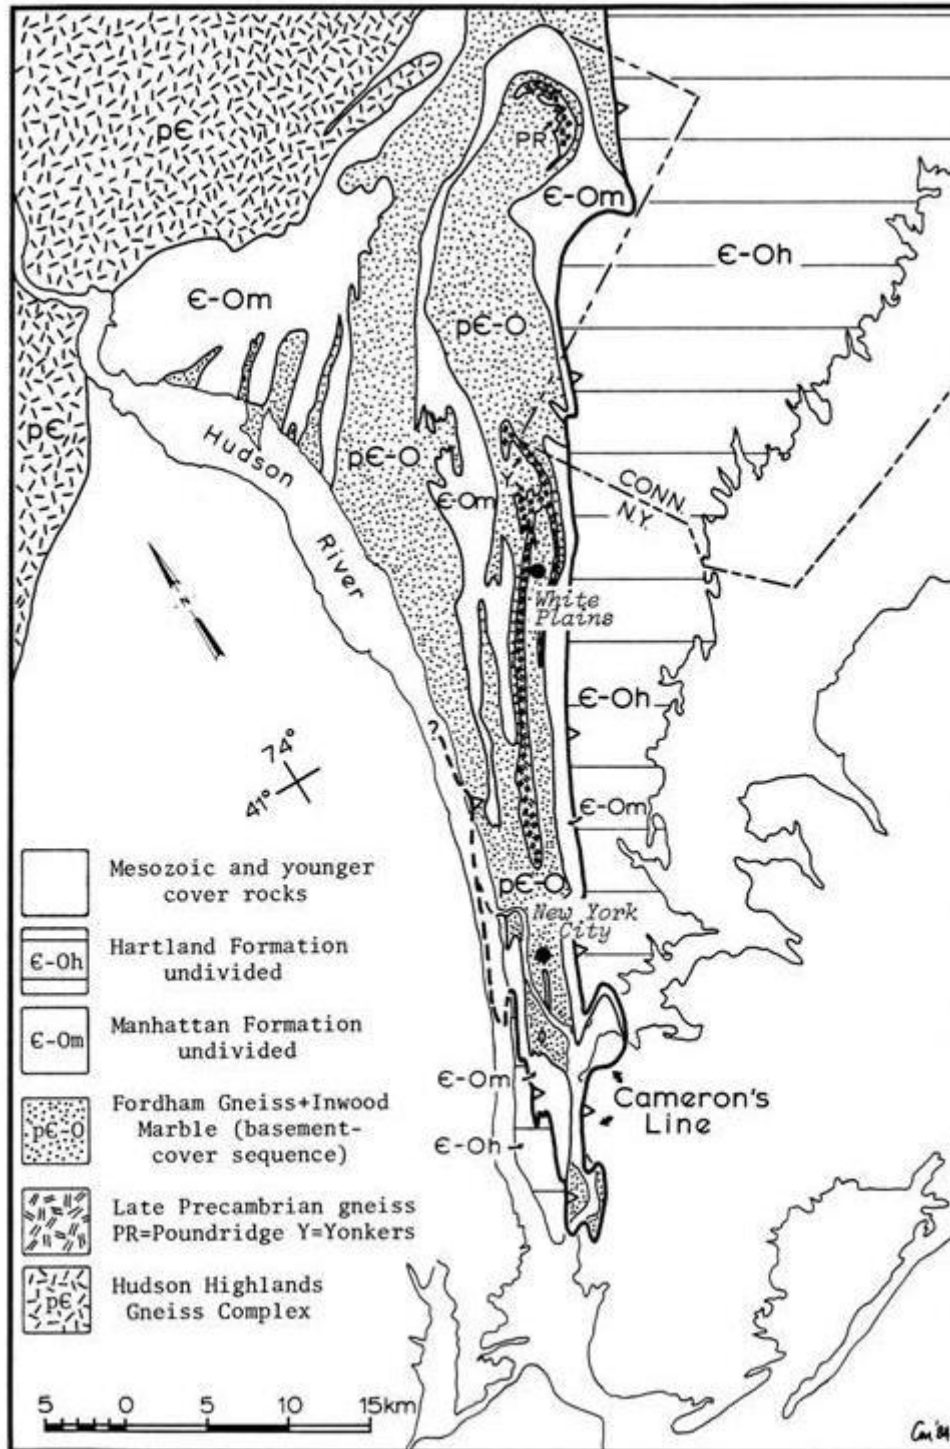 pЄ
PR
Є-Om
Є-Oh
Є-Om
pЄ-O
pЄ
Hudson
River
pЄ-O
Є-Om
Y
CONN.
N.Y.
White
Plains
Є-Oh
?
74°
41°
Є-Om
pЄ-O
New York
City
Є-Om
Є-Oh
Cameron's
Line
Mesozoic and younger
cover rocks
Є-Oh
Hartland Formation
undivided
Є-Om
Manhattan Formation
undivided
pЄ-O
Fordham Gneiss+Inwood
Marble (basement-
cover sequence)
Late Precambrian gneiss
PR=Poundridge Y=Yonkers
pЄ
Hudson Highlands
Gneiss Complex
5 0 5 10 15km